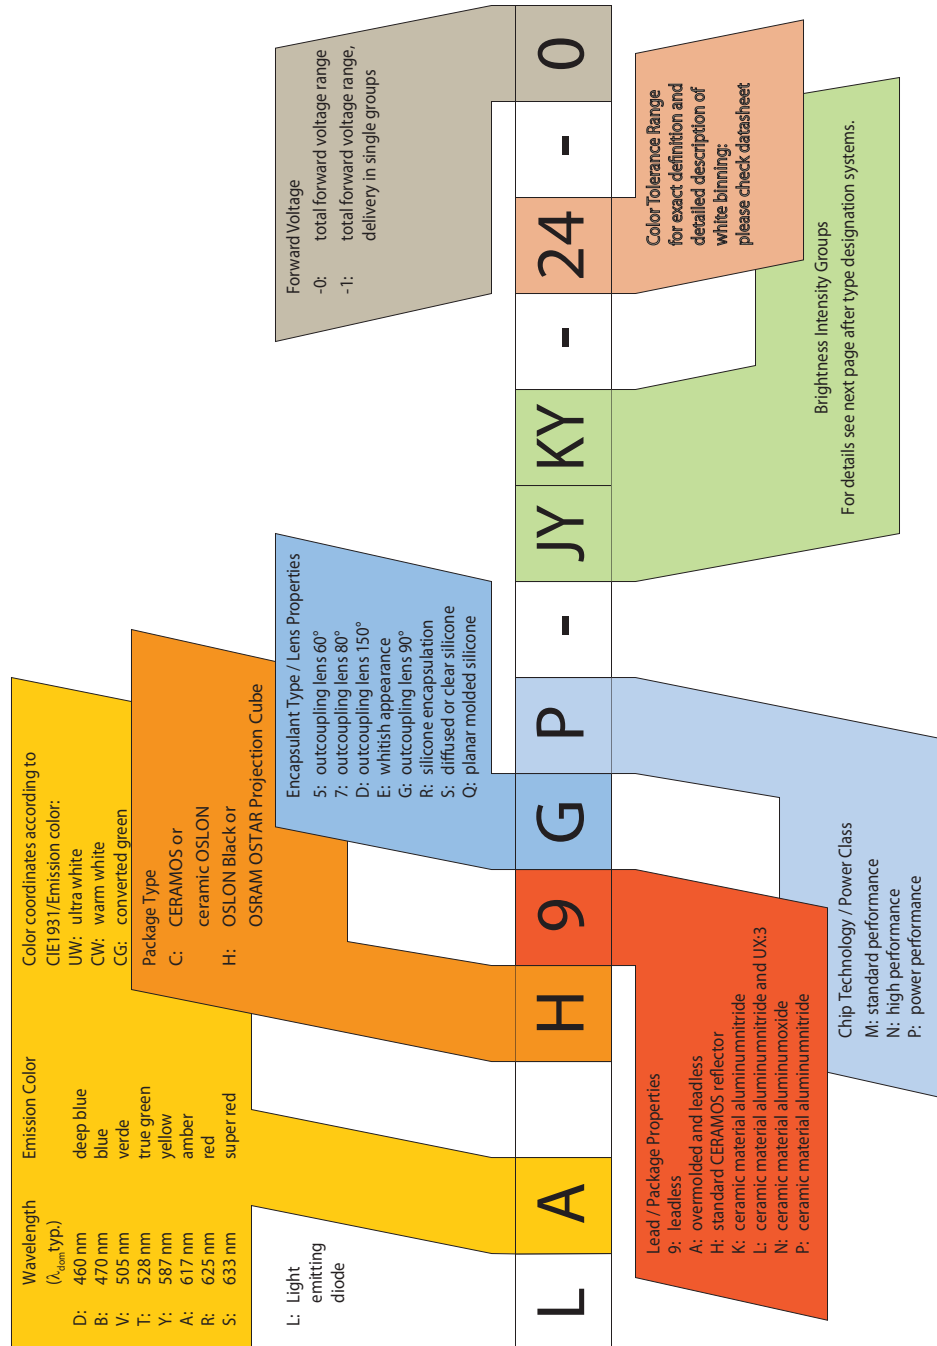 Wavelength
(λdom typ.)
Emission Color
D: 460 nm deep blue
B: 470 nm blue
V: 505 nm verde
T: 528 nm true green
Y: 587 nm yellow
A: 617 nm amber
R: 625 nm red
S: 633 nm super red
Color coordinates according to
CIE1931/Emission color:
UW: ultra white
CW: warm white
CG: converted green
Package Type
C: CERAMOS or
ceramic OSLON
H: OSLON Black or
OSRAM OSTAR Projection Cube
Encapsulant Type / Lens Properties
5: outcoupling lens 60°
7: outcoupling lens 80°
D: outcoupling lens 150°
E: whitish appearance
G: outcoupling lens 90°
R: silicone encapsulation
S: diffused or clear silicone
Q: planar molded silicone
Forward Voltage
-0: total forward voltage range
-1: total forward voltage range,
delivery in single groups
L: Light
emitting
diode
L A H 9 G P - JY KY - 24 - 0
Lead / Package Properties
9: leadless
A: overmolded and leadless
H: standard CERAMOS reflector
K: ceramic material aluminumnitride
L: ceramic material aluminumnitride and UX:3
N: ceramic material aluminumoxide
P: ceramic material aluminumnitride
Chip Technology / Power Class
M: standard performance
N: high performance
P: power performance
Brightness Intensity Groups
For details see next page after type designation systems.
Color Tolerance Range
for exact definition and
detailed description of
white binning:
please check datasheet